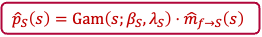 p̂_S(s) = Gam(s; β_S, λ_S) · m̂_{f→S}(s)